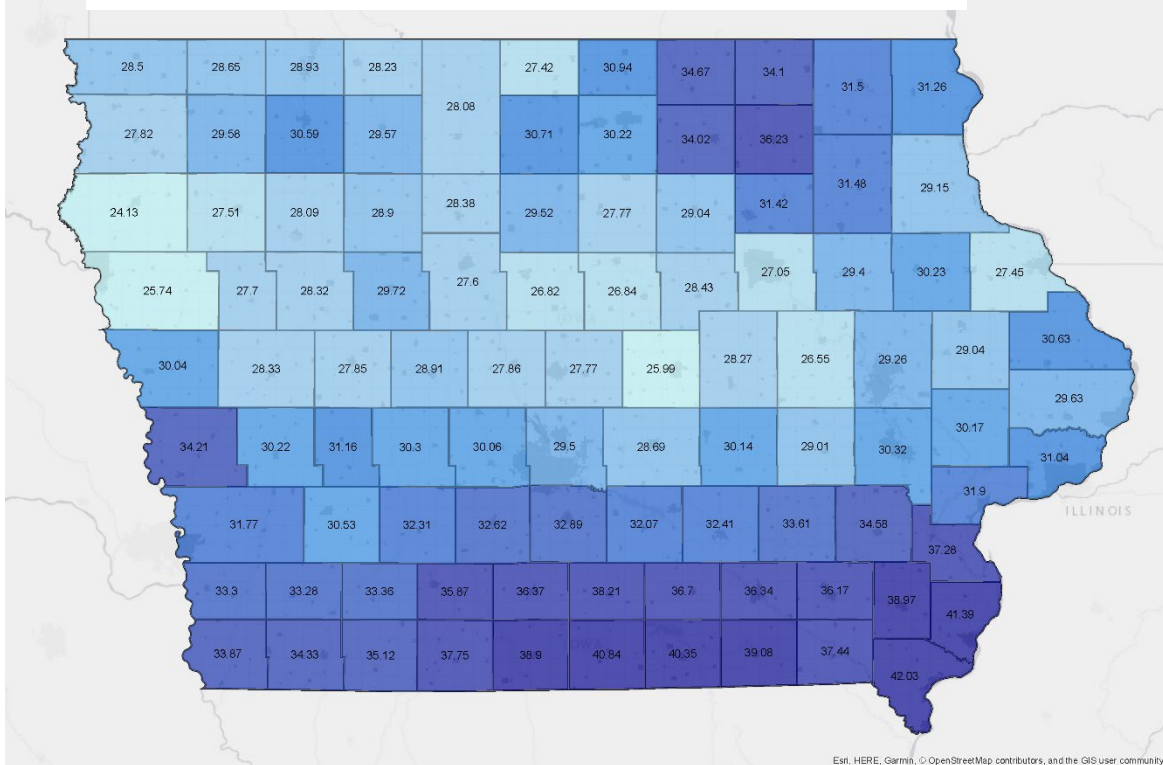 28.5 28.65 28.93 28.23 27.42 30.94 34.67 34.1 31.5 31.26
28.08
27.82 29.56 30.59 29.57 30.71 30.22 34.02 36.23
31.48 29.15
24.13 27.51 28.09 28.9 28.38 29.52 27.77 29.04 31.42
25.74 27.7 28.32 29.72 27.6 26.82 26.84 28.43 27.05 29.4 30.23 27.45
30.04 28.33 27.85 28.91 27.86 27.77 25.99 28.27 26.55 29.26 29.04 30.63
29.63
34.21 30.22 31.16 30.3 30.06 29.5 28.69 30.14 29.01 30.32 30.17 31.04
31.9
ILLINOIS
31.77 30.53 32.31 32.62 32.89 32.07 32.41 33.61 34.58 37.28
33.3 33.28 33.36 35.87 36.37 38.21 36.7 36.34 36.17 38.97 41.39
33.87 34.33 35.12 37.75 38.9 40.84 40.35 39.08 37.44 42.03
Esri, HERE, Garmin, © OpenStreetMap contributors, and the GIS user community